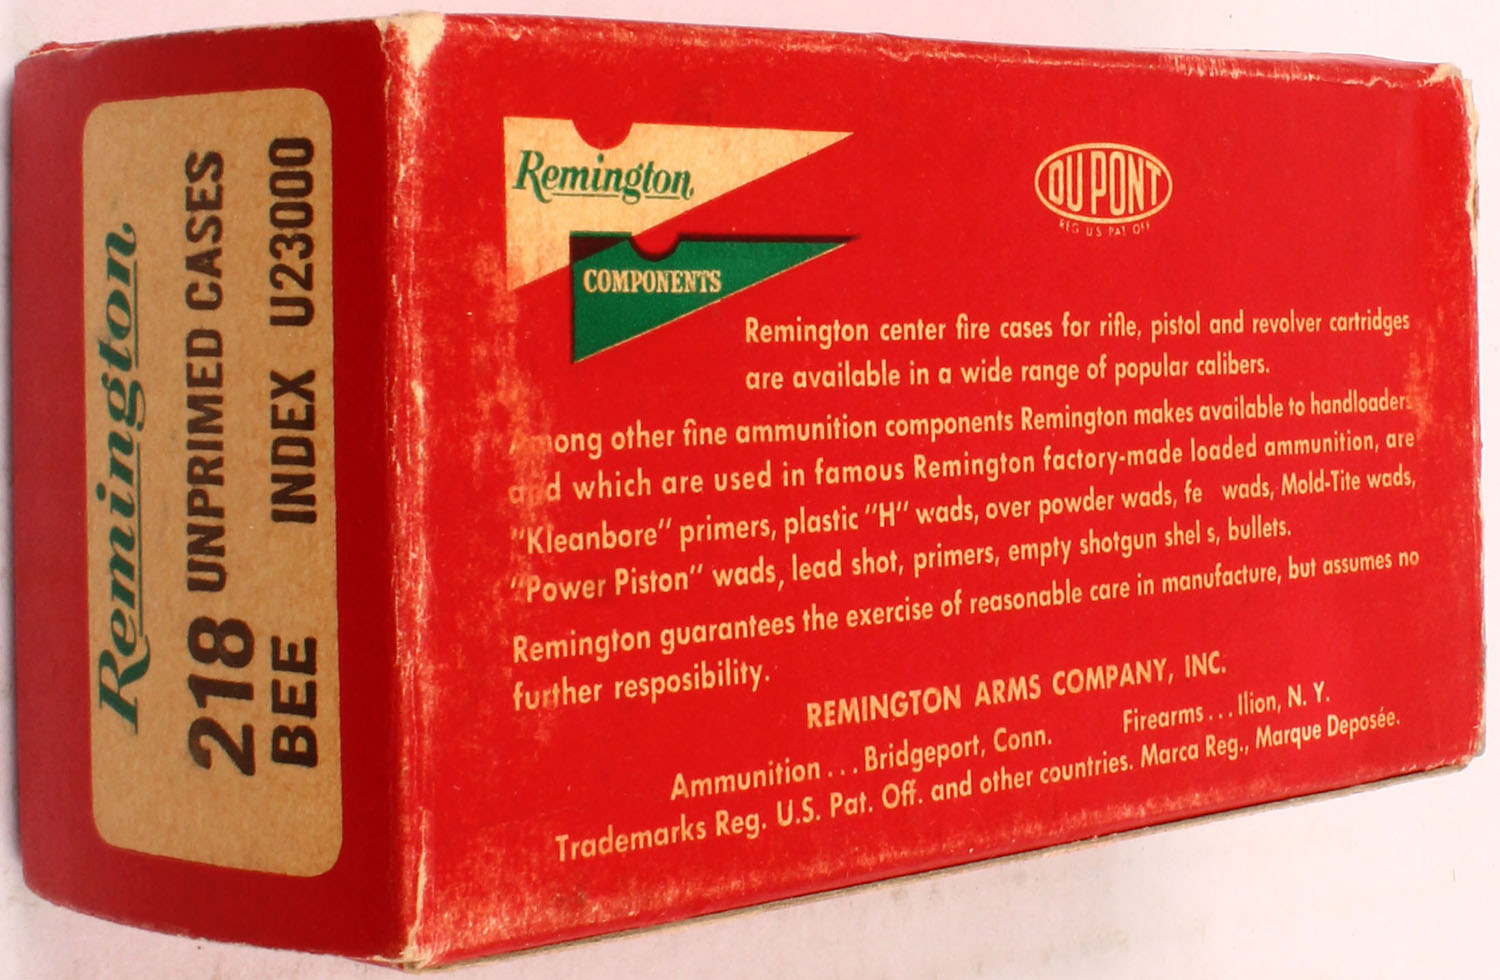 Remington
218 UNPRIMED CASES
BEE INDEX U23000
Remington
COMPONENTS
DU PONT
REG US PAT OFF
Remington center fire cases for rifle, pistol and revolver cartridges
are available in a wide range of popular calibers.
Among other fine ammunition components Remington makes available to handloaders
and which are used in famous Remington factory-made loaded ammunition, are
"Kleanbore" primers, plastic "H" wads, over powder wads, fe wads, Mold-Tite wads,
"Power Piston" wads, lead shot, primers, empty shotgun shel s, bullets.
Remington guarantees the exercise of reasonable care in manufacture, but assumes no
further resposibility.
REMINGTON ARMS COMPANY, INC.
Ammunition ... Bridgeport, Conn. Firearms ... Ilion, N. Y.
Trademarks Reg. U.S. Pat. Off. and other countries. Marca Reg., Marque Deposée.